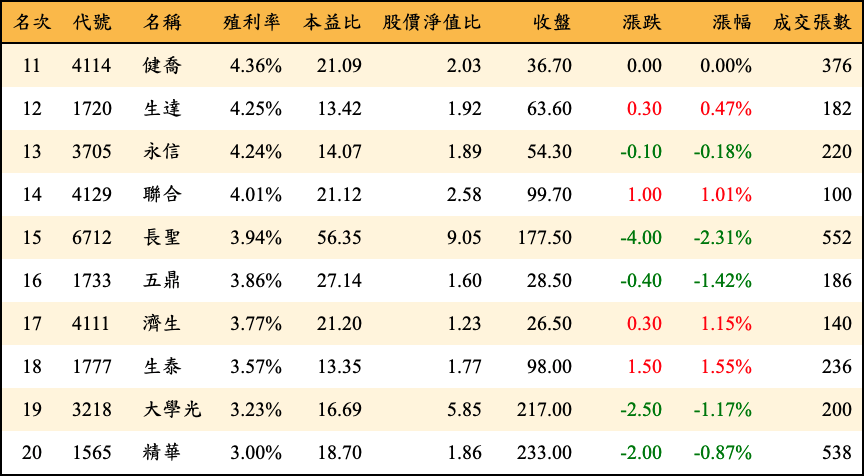 名次 代號 名稱 殖利率 本益比 股價淨值比 收盤 漲跌 漲幅 成交張數
11 4114 健喬 4.36% 21.09 2.03 36.70 0.00 0.00% 376
12 1720 生達 4.25% 13.42 1.92 63.60 0.30 0.47% 182
13 3705 永信 4.24% 14.07 1.89 54.30 -0.10 -0.18% 220
14 4129 聯合 4.01% 21.12 2.58 99.70 1.00 1.01% 100
15 6712 長聖 3.94% 56.35 9.05 177.50 -4.00 -2.31% 552
16 1733 五鼎 3.86% 27.14 1.60 28.50 -0.40 -1.42% 186
17 4111 濟生 3.77% 21.20 1.23 26.50 0.30 1.15% 140
18 1777 生泰 3.57% 13.35 1.77 98.00 1.50 1.55% 236
19 3218 大學光 3.23% 16.69 5.85 217.00 -2.50 -1.17% 200
20 1565 精華 3.00% 18.70 1.86 233.00 -2.00 -0.87% 538